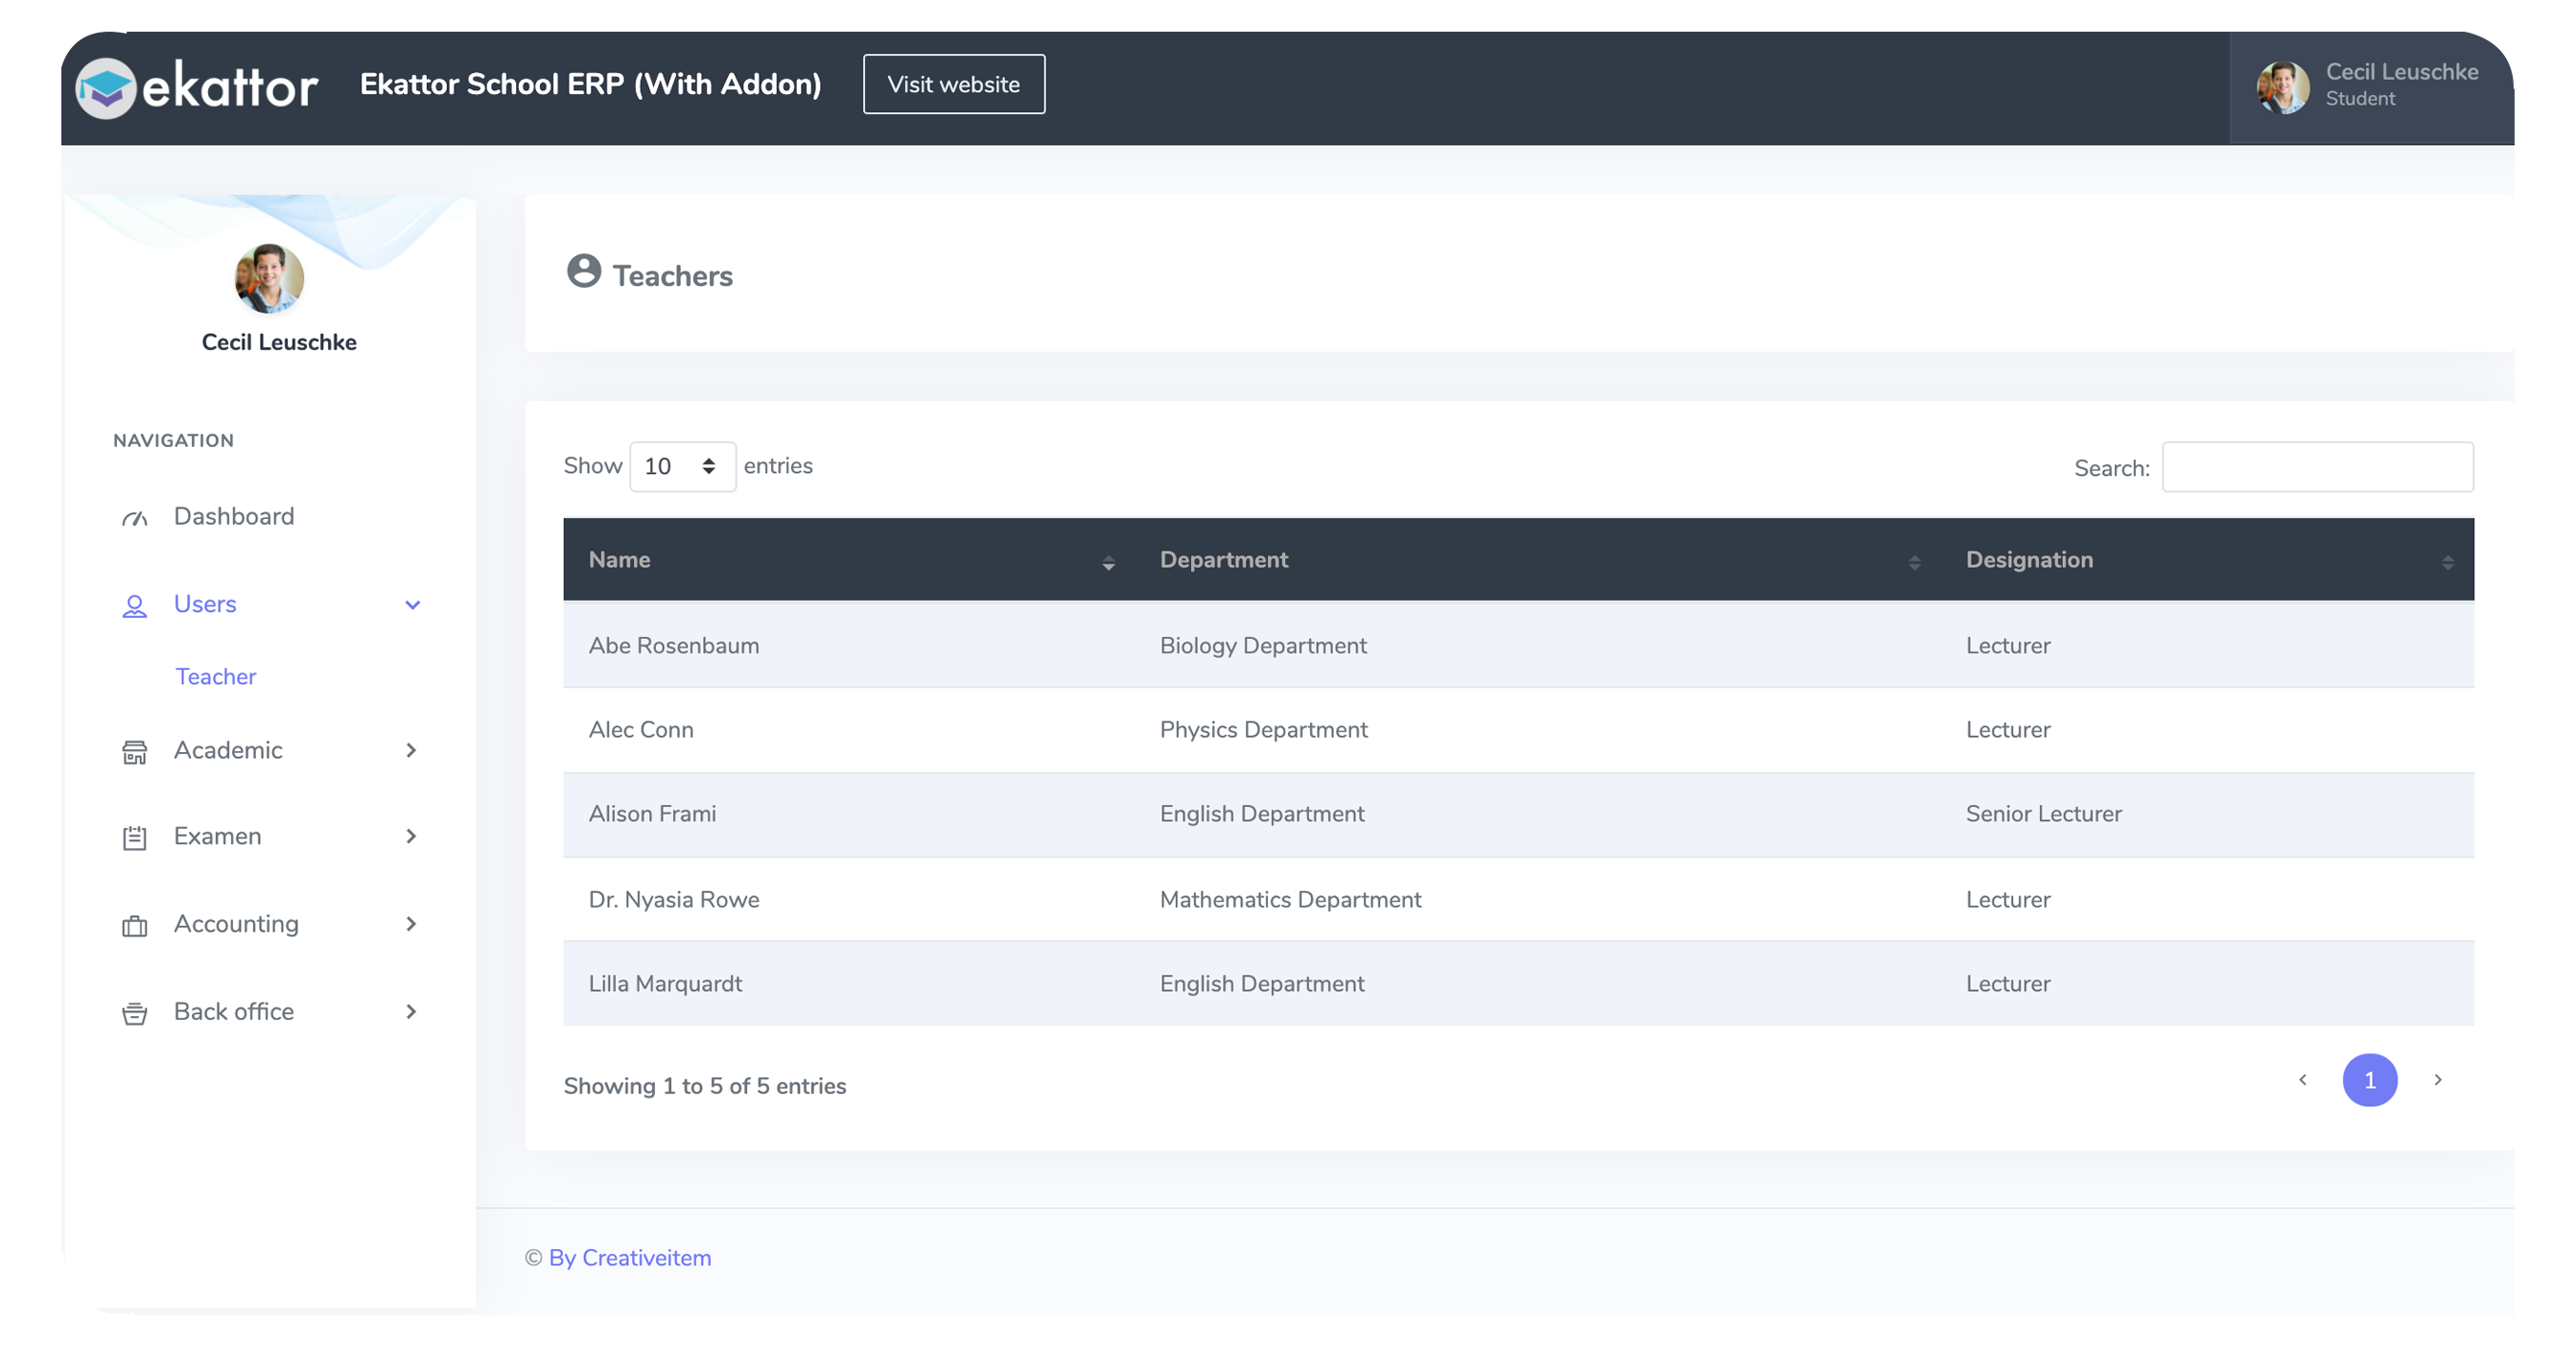 ekattor
Ekattor School ERP (With Addon)
Visit website
Cecil Leuschke
Student
Cecil Leuschke
NAVIGATION
Dashboard
Users
Teacher
Academic
Examen
Accounting
Back office
Teachers
Show 10 entries
Search:
Name Department Designation
Abe Rosenbaum Biology Department Lecturer
Alec Conn Physics Department Lecturer
Alison Frami English Department Senior Lecturer
Dr. Nyasia Rowe Mathematics Department Lecturer
Lilla Marquardt English Department Lecturer
Showing 1 to 5 of 5 entries
1
© By Creativeitem